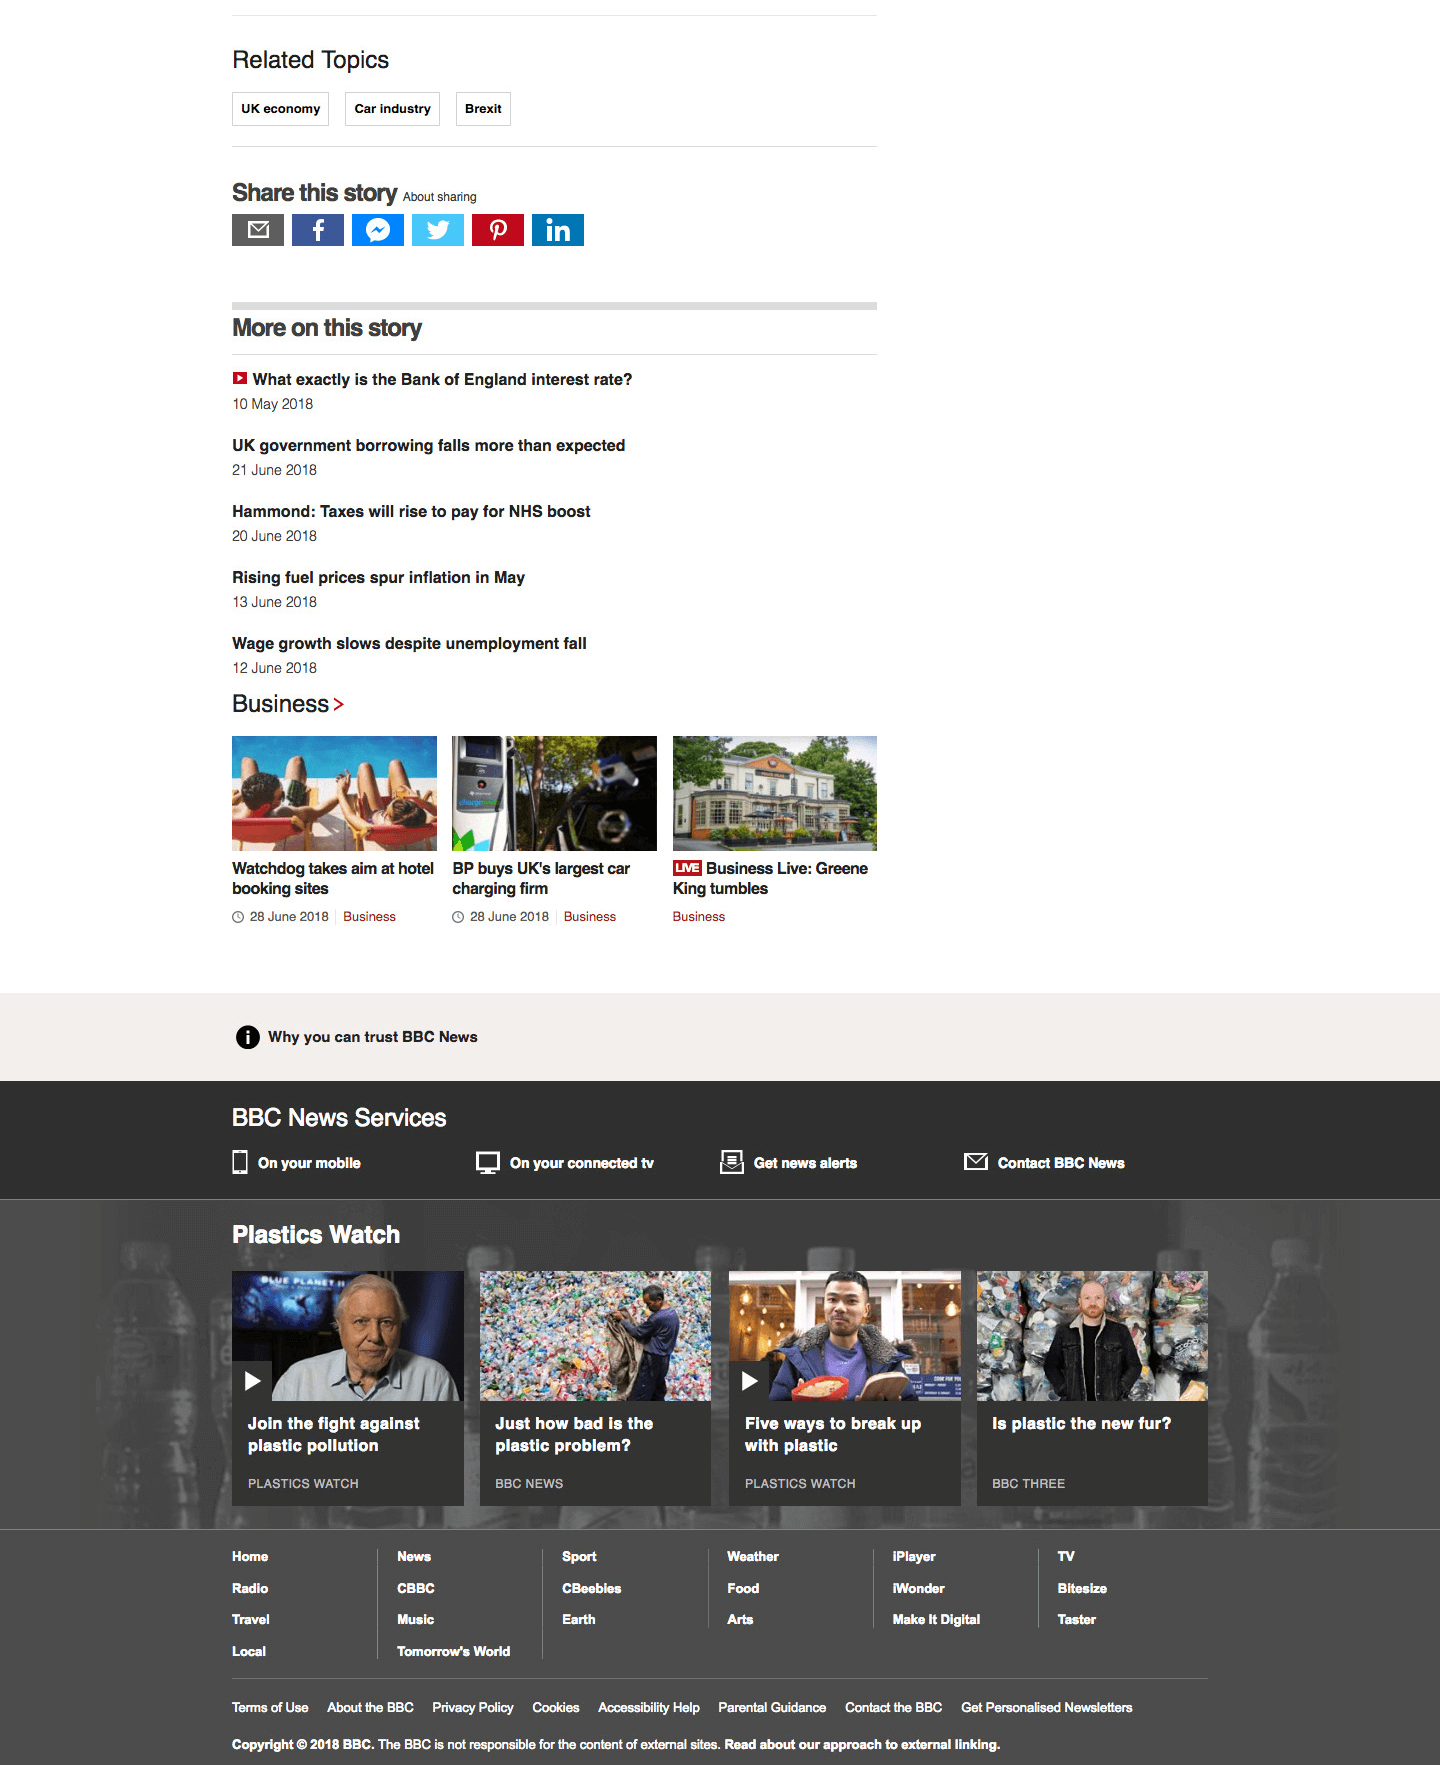 Related Topics
UK economy
Car industry
Brexit
Share this story About sharing
More on this story
What exactly is the Bank of England interest rate?
10 May 2018
UK government borrowing falls more than expected
21 June 2018
Hammond: Taxes will rise to pay for NHS boost
20 June 2018
Rising fuel prices spur inflation in May
13 June 2018
Wage growth slows despite unemployment fall
12 June 2018
Business
Watchdog takes aim at hotel
booking sites
28 June 2018 Business
BP buys UK's largest car
charging firm
28 June 2018 Business
LIVE Business Live: Greene
King tumbles
Business
Why you can trust BBC News
BBC News Services
On your mobile
On your connected tv
Get news alerts
Contact BBC News
Plastics Watch
BLUE PLANET II
Join the fight against
plastic pollution
PLASTICS WATCH
Just how bad is the
plastic problem?
BBC NEWS
Five ways to break up
with plastic
PLASTICS WATCH
Is plastic the new fur?
BBC THREE
Home News Sport Weather iPlayer TV
Radio CBBC CBeebies Food iWonder Bitesize
Travel Music Earth Arts Make It Digital Taster
Local Tomorrow's World
Terms of Use About the BBC Privacy Policy Cookies Accessibility Help Parental Guidance Contact the BBC Get Personalised Newsletters
Copyright © 2018 BBC. The BBC is not responsible for the content of external sites. Read about our approach to external linking.